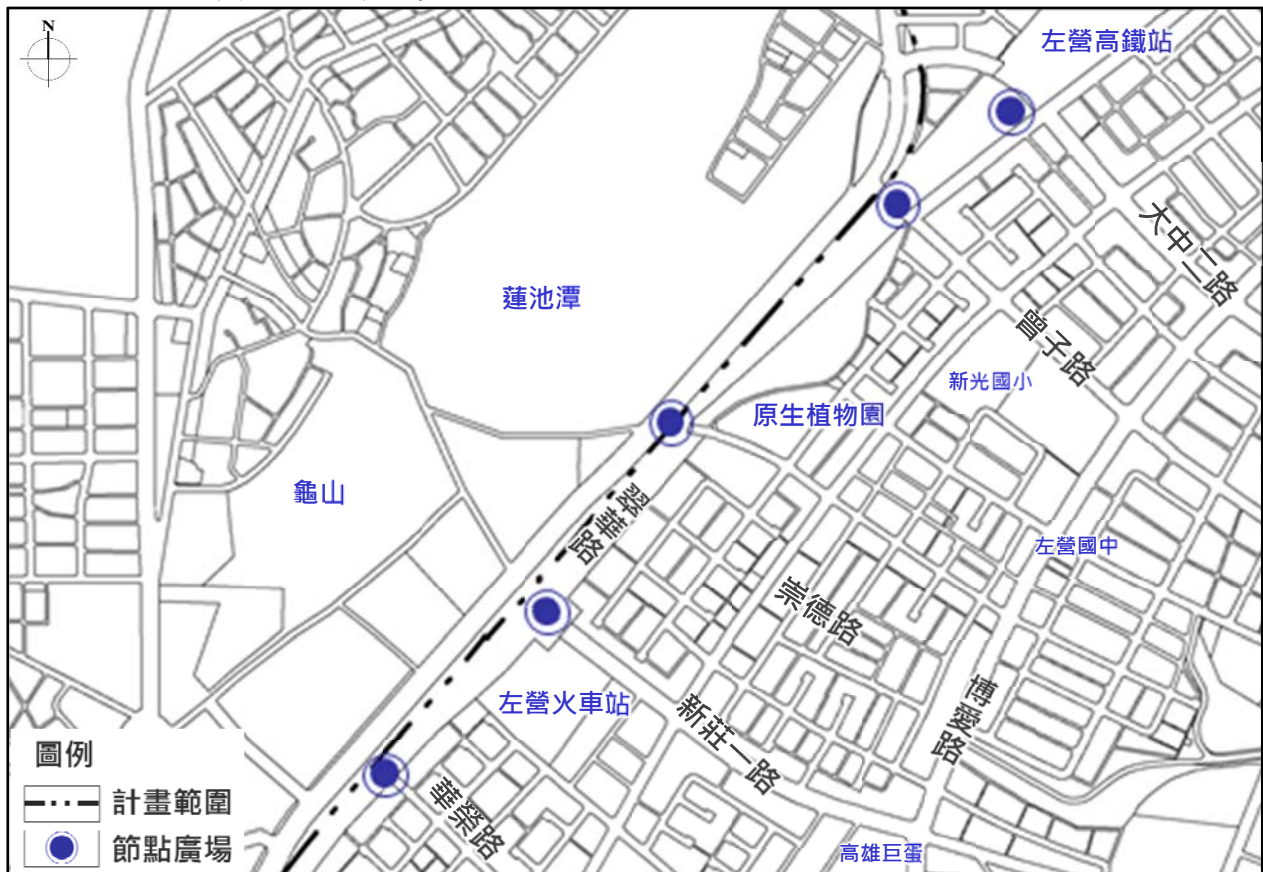 N
左營高鐵站
大中二路
蓮池潭
曾子路
新光國小
原生植物園
龜山
翠華路
左營國中
崇德路
左營火車站
新莊一路
博愛路
華榮路
高雄巨蛋
圖例
計畫範圍
節點廣場